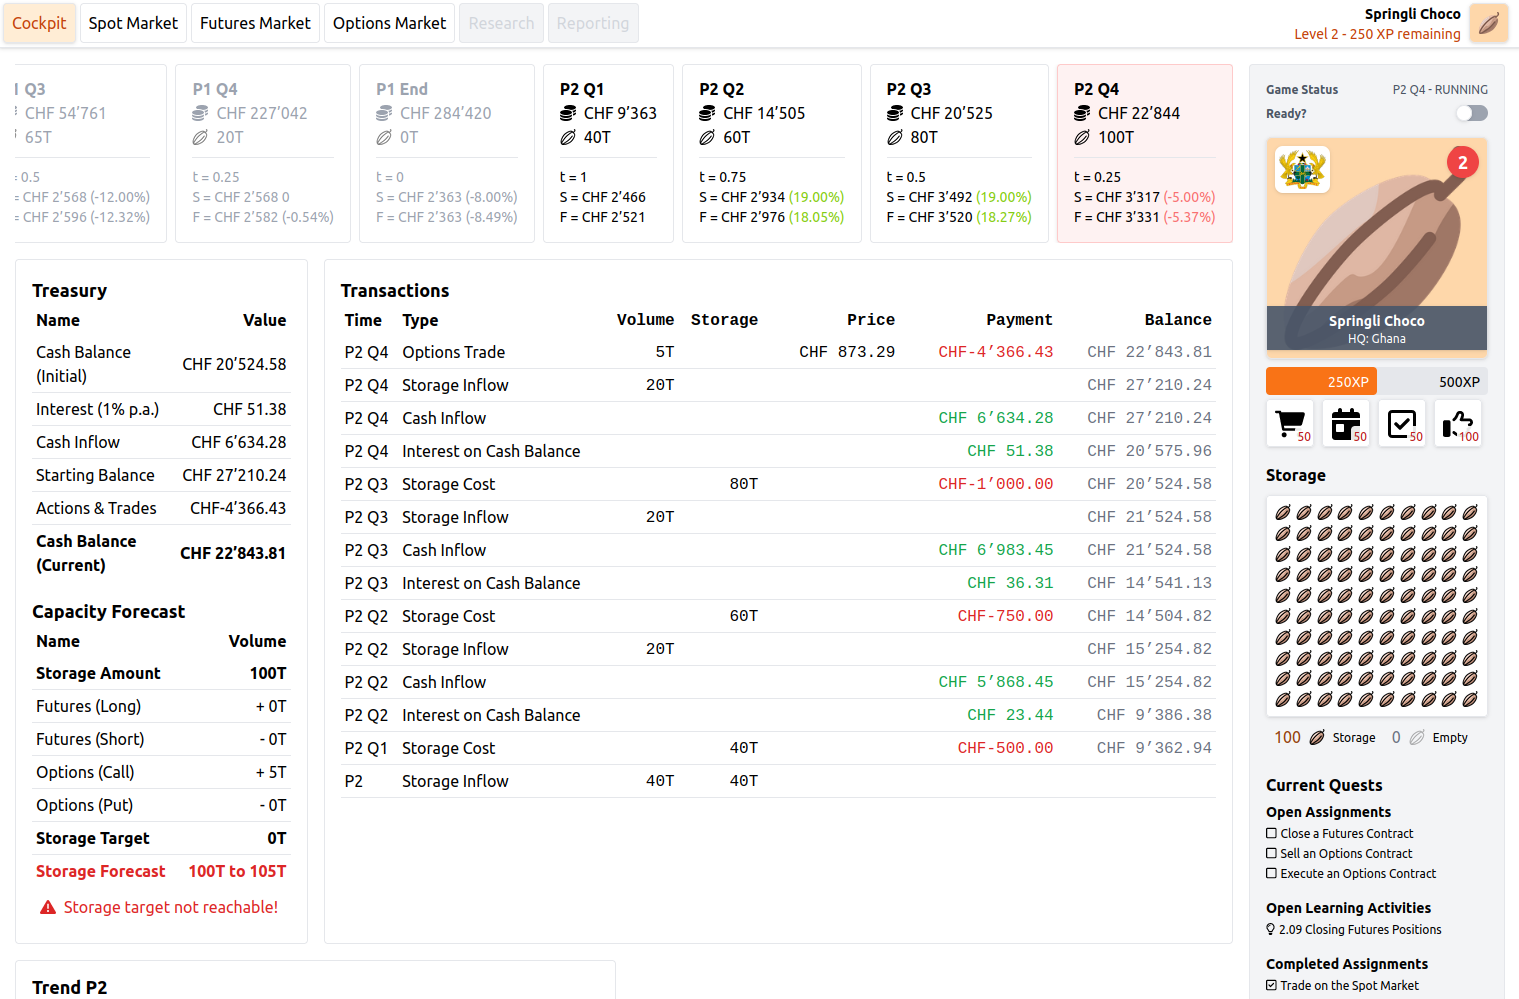 Cockpit Spot Market Futures Market Options Market Research Reporting
Springli Choco
Level 2 - 250 XP remaining
Q3
CHF 54’761
65T
0.5
= CHF 2’568 (-12.00%)
= CHF 2’596 (-12.32%)
P1 Q4
CHF 227’042
20T
t = 0.25
S = CHF 2’568 0
F = CHF 2’582 (-0.54%)
P1 End
CHF 284’420
0T
t = 0
S = CHF 2’363 (-8.00%)
F = CHF 2’363 (-8.49%)
P2 Q1
CHF 9’363
40T
t = 1
S = CHF 2’466
F = CHF 2’521
P2 Q2
CHF 14’505
60T
t = 0.75
S = CHF 2’934 (19.00%)
F = CHF 2’976 (18.05%)
P2 Q3
CHF 20’525
80T
t = 0.5
S = CHF 3’492 (19.00%)
F = CHF 3’520 (18.27%)
P2 Q4
CHF 22’844
100T
t = 0.25
S = CHF 3’317 (-5.00%)
F = CHF 3’331 (-5.37%)
Treasury
Name Value
Cash Balance
(Initial) CHF 20’524.58
Interest (1% p.a.) CHF 51.38
Cash Inflow CHF 6’634.28
Starting Balance CHF 27’210.24
Actions & Trades CHF-4’366.43
Cash Balance
(Current) CHF 22’843.81
Capacity Forecast
Name Volume
Storage Amount 100T
Futures (Long) + 0T
Futures (Short) - 0T
Options (Call) + 5T
Options (Put) - 0T
Storage Target 0T
Storage Forecast 100T to 105T
Storage target not reachable!
Transactions
Time Type Volume Storage Price Payment Balance
P2 Q4 Options Trade 5T CHF 873.29 CHF-4’366.43 CHF 22’843.81
P2 Q4 Storage Inflow 20T CHF 27’210.24
P2 Q4 Cash Inflow CHF 6’634.28 CHF 27’210.24
P2 Q4 Interest on Cash Balance CHF 51.38 CHF 20’575.96
P2 Q3 Storage Cost 80T CHF-1’000.00 CHF 20’524.58
P2 Q3 Storage Inflow 20T CHF 21’524.58
P2 Q3 Cash Inflow CHF 6’983.45 CHF 21’524.58
P2 Q3 Interest on Cash Balance CHF 36.31 CHF 14’541.13
P2 Q2 Storage Cost 60T CHF-750.00 CHF 14’504.82
P2 Q2 Storage Inflow 20T CHF 15’254.82
P2 Q2 Cash Inflow CHF 5’868.45 CHF 15’254.82
P2 Q2 Interest on Cash Balance CHF 23.44 CHF 9’386.38
P2 Q1 Storage Cost 40T CHF-500.00 CHF 9’362.94
P2 Storage Inflow 40T 40T
Trend P2
Game Status P2 Q4 - RUNNING
Ready?
2
Springli Choco
HQ: Ghana
250XP 500XP
50 50 50 100
Storage
100 Storage 0 Empty
Current Quests
Open Assignments
Close a Futures Contract
Sell an Options Contract
Execute an Options Contract
Open Learning Activities
2.09 Closing Futures Positions
Completed Assignments
Trade on the Spot Market